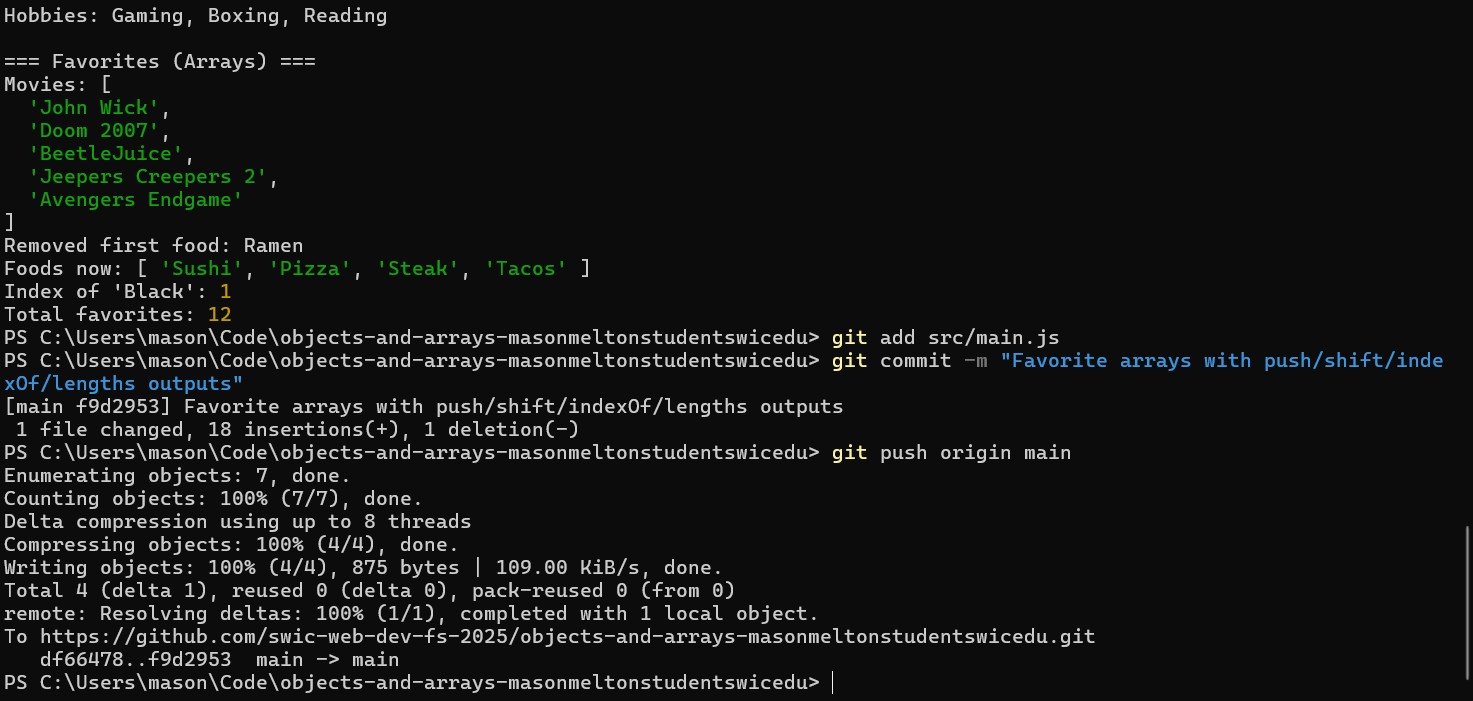 Hobbies: Gaming, Boxing, Reading
=== Favorites (Arrays) ===
Movies: [
  'John Wick',
  'Doom 2007',
  'BeetleJuice',
  'Jeepers Creepers 2',
  'Avengers Endgame'
]
Removed first food: Ramen
Foods now: [ 'Sushi', 'Pizza', 'Steak', 'Tacos' ]
Index of 'Black': 1
Total favorites: 12
PS C:\Users\mason\Code\objects-and-arrays-masonmeltonstudentswicedu> git add src/main.js
PS C:\Users\mason\Code\objects-and-arrays-masonmeltonstudentswicedu> git commit -m "Favorite arrays with push/shift/inde
xOf/lengths outputs"
[main f9d2953] Favorite arrays with push/shift/indexOf/lengths outputs
 1 file changed, 18 insertions(+), 1 deletion(-)
PS C:\Users\mason\Code\objects-and-arrays-masonmeltonstudentswicedu> git push origin main
Enumerating objects: 7, done.
Counting objects: 100% (7/7), done.
Delta compression using up to 8 threads
Compressing objects: 100% (4/4), done.
Writing objects: 100% (4/4), 875 bytes | 109.00 KiB/s, done.
Total 4 (delta 1), reused 0 (delta 0), pack-reused 0 (from 0)
remote: Resolving deltas: 100% (1/1), completed with 1 local object.
To https://github.com/swic-web-dev-fs-2025/objects-and-arrays-masonmeltonstudentswicedu.git
   df66478..f9d2953  main -> main
PS C:\Users\mason\Code\objects-and-arrays-masonmeltonstudentswicedu>